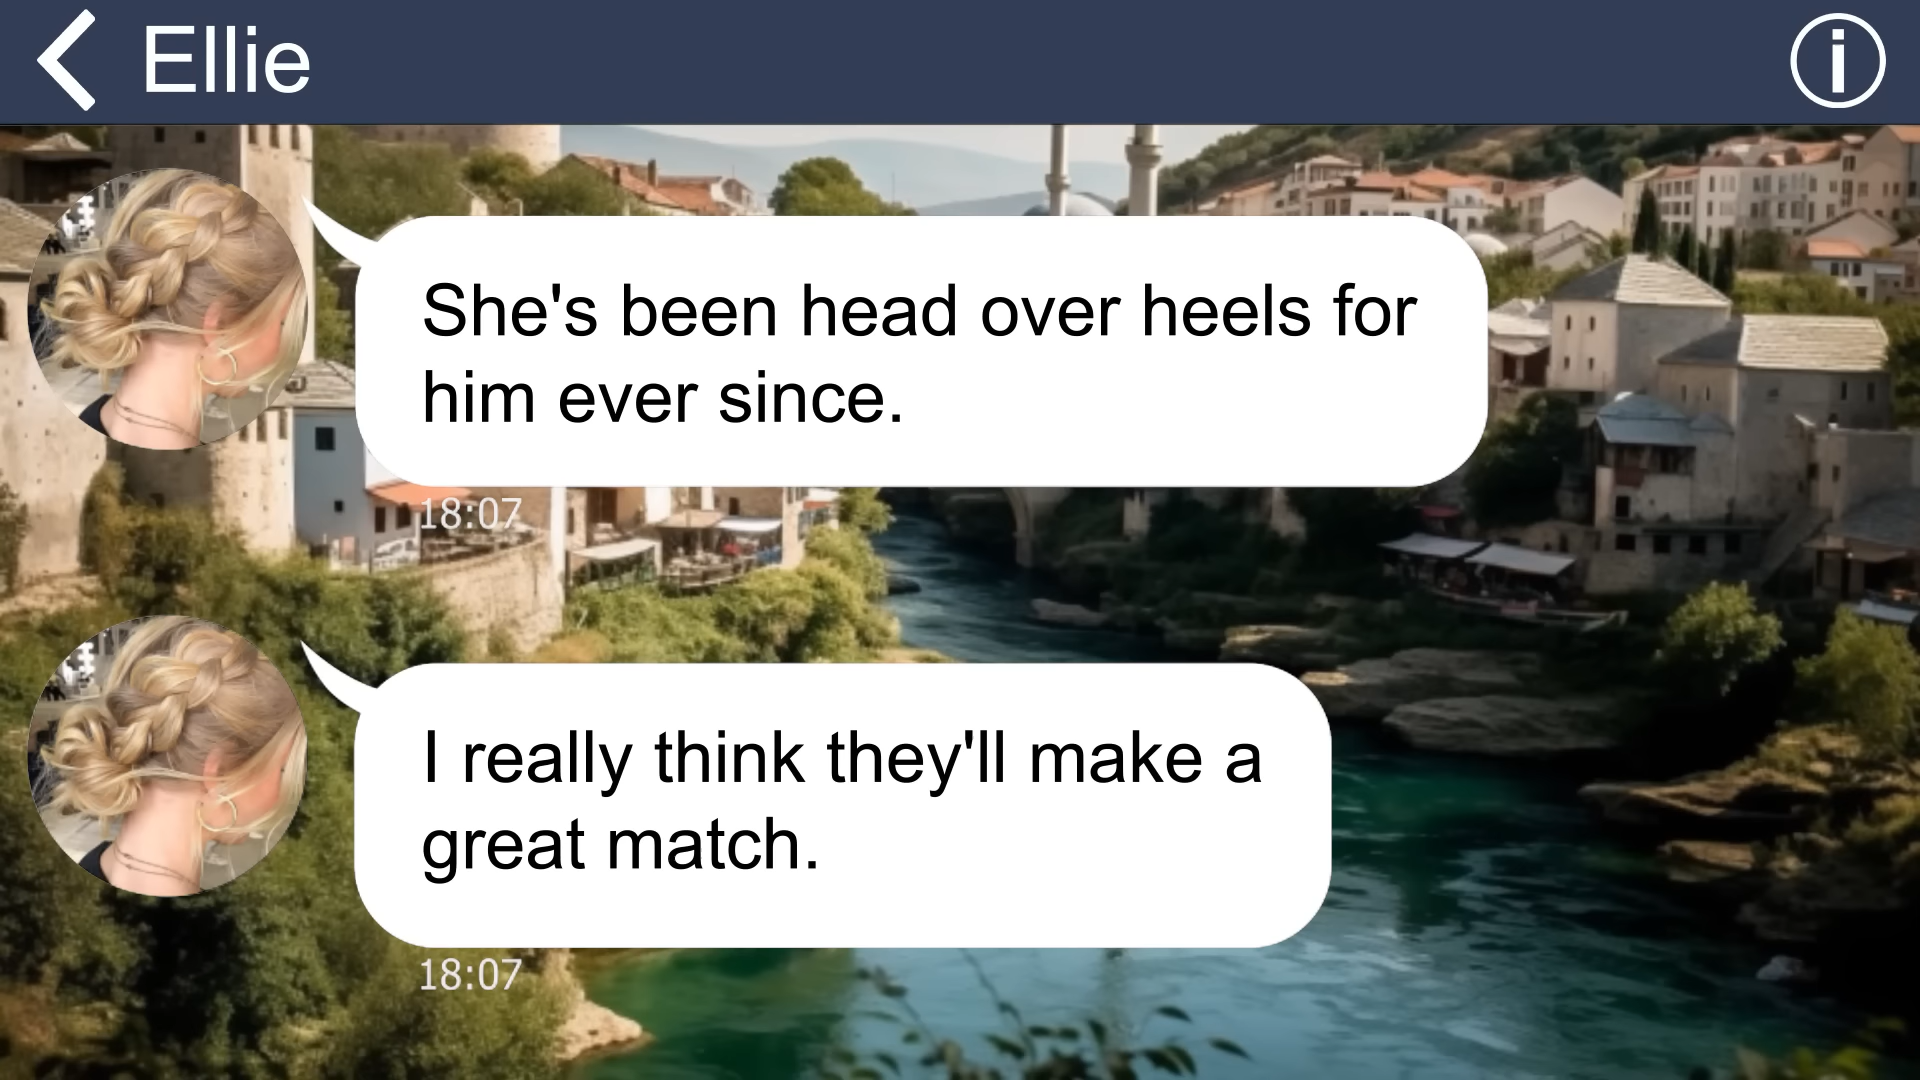 Ellie
She's been head over heels for
him ever since.
18:07
I really think they'll make a
great match.
18:07